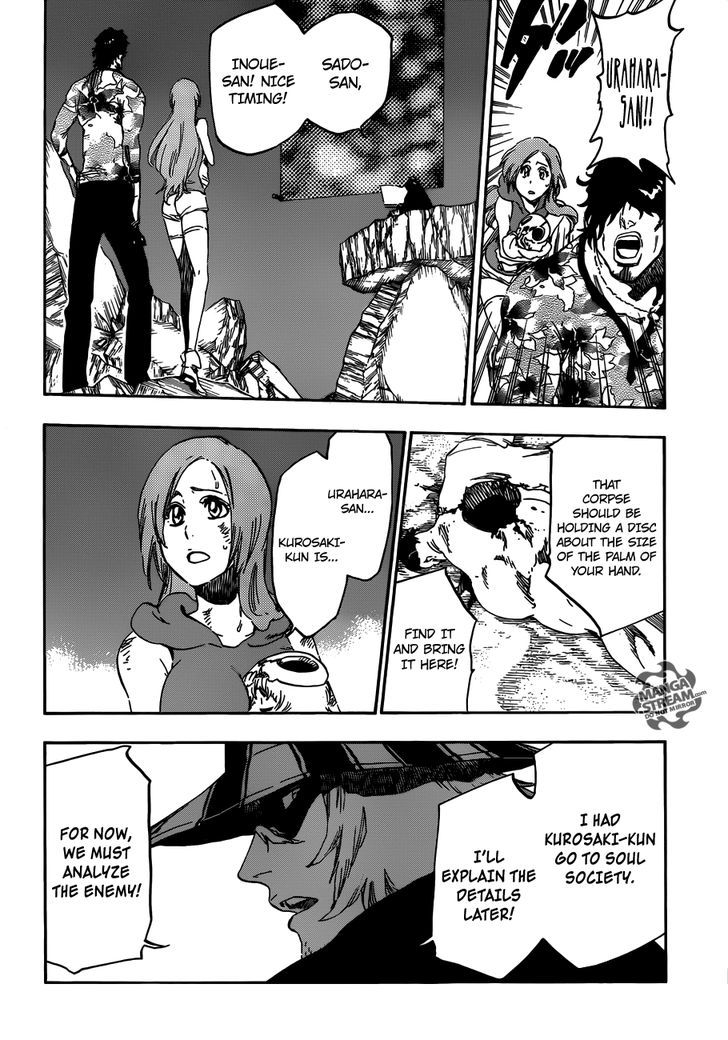 URAHARA-
SAN!!
SADO-
SAN,
INOUE-
SAN! NICE
TIMING!
THAT
CORPSE
SHOULD BE
HOLDING A DISC
ABOUT THE SIZE
OF THE PALM OF
YOUR HAND.
FIND IT
AND BRING
IT HERE!
URAHARA-
SAN...
KUROSAKI-
KUN IS...
MANGA
STREAM.com
DO NOT MIRROR
I HAD
KUROSAKI-KUN
GO TO SOUL
SOCIETY.
I'LL
EXPLAIN THE
DETAILS
LATER!
FOR NOW,
WE MUST
ANALYZE
THE ENEMY!